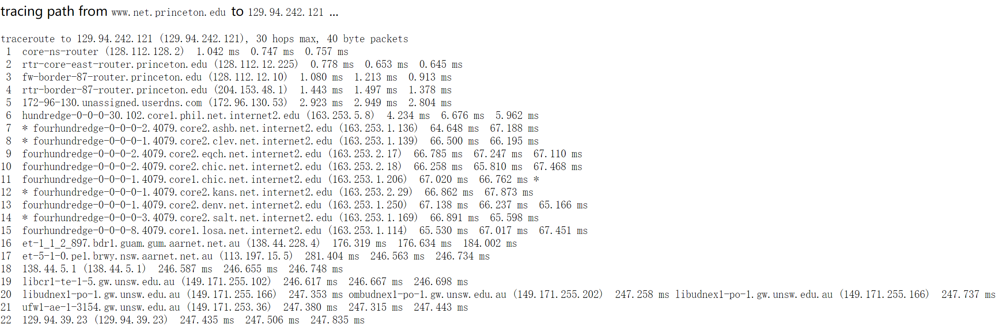 tracing path from www.net.princeton.edu to 129.94.242.121 ...
traceroute to 129.94.242.121 (129.94.242.121), 30 hops max, 40 byte packets
1 core-ns-router (128.112.128.2) 1.042 ms 0.747 ms 0.757 ms
2 rtr-core-east-router.princeton.edu (128.112.12.225) 0.778 ms 0.653 ms 0.645 ms
3 fw-border-87-router.princeton.edu (128.112.12.10) 1.080 ms 1.213 ms 0.913 ms
4 rtr-border-87-router.princeton.edu (204.153.48.1) 1.443 ms 1.497 ms 1.378 ms
5 172-96-130.unassigned.userdns.com (172.96.130.53) 2.923 ms 2.949 ms 2.804 ms
6 hundredge-0-0-0-30.102.core1.phil.net.internet2.edu (163.253.5.8) 4.234 ms 6.676 ms 5.962 ms
7 * fourhundredge-0-0-0-2.4079.core2.ashb.net.internet2.edu (163.253.1.136) 64.648 ms 67.188 ms
8 * fourhundredge-0-0-0-1.4079.core2.clev.net.internet2.edu (163.253.1.139) 66.500 ms 66.195 ms
9 fourhundredge-0-0-0-2.4079.core2.eqch.net.internet2.edu (163.253.2.17) 66.785 ms 67.247 ms 67.110 ms
10 fourhundredge-0-0-0-2.4079.core2.chic.net.internet2.edu (163.253.2.18) 66.258 ms 65.810 ms 67.468 ms
11 fourhundredge-0-0-0-1.4079.core1.chic.net.internet2.edu (163.253.1.206) 67.020 ms 66.762 ms *
12 * fourhundredge-0-0-0-1.4079.core2.kans.net.internet2.edu (163.253.2.29) 66.862 ms 67.873 ms
13 fourhundredge-0-0-0-1.4079.core2.denv.net.internet2.edu (163.253.1.250) 67.138 ms 66.237 ms 65.166 ms
14 * fourhundredge-0-0-0-3.4079.core2.salt.net.internet2.edu (163.253.1.169) 66.891 ms 65.598 ms
15 fourhundredge-0-0-0-8.4079.core1.losa.net.internet2.edu (163.253.1.114) 65.530 ms 67.017 ms 67.451 ms
16 et-1_1_2_897.bdr1.guam.gum.aarnet.net.au (138.44.228.4) 176.319 ms 176.634 ms 184.002 ms
17 et-5-1-0.pe1.brwy.nsw.aarnet.net.au (113.197.15.5) 281.404 ms 246.563 ms 246.734 ms
18 138.44.5.1 (138.44.5.1) 246.587 ms 246.655 ms 246.748 ms
19 libcr1-te-1-5.gw.unsw.edu.au (149.171.255.102) 246.617 ms 246.667 ms 246.698 ms
20 libudnex1-po-1.gw.unsw.edu.au (149.171.255.166) 247.353 ms ombudnex1-po-1.gw.unsw.edu.au (149.171.255.202) 247.258 ms libudnex1-po-1.gw.unsw.edu.au (149.171.255.166) 247.737 ms
21 ufw1-ae-1-3154.gw.unsw.edu.au (149.171.253.36) 247.380 ms 247.315 ms 247.443 ms
22 129.94.39.23 (129.94.39.23) 247.435 ms 247.506 ms 247.835 ms